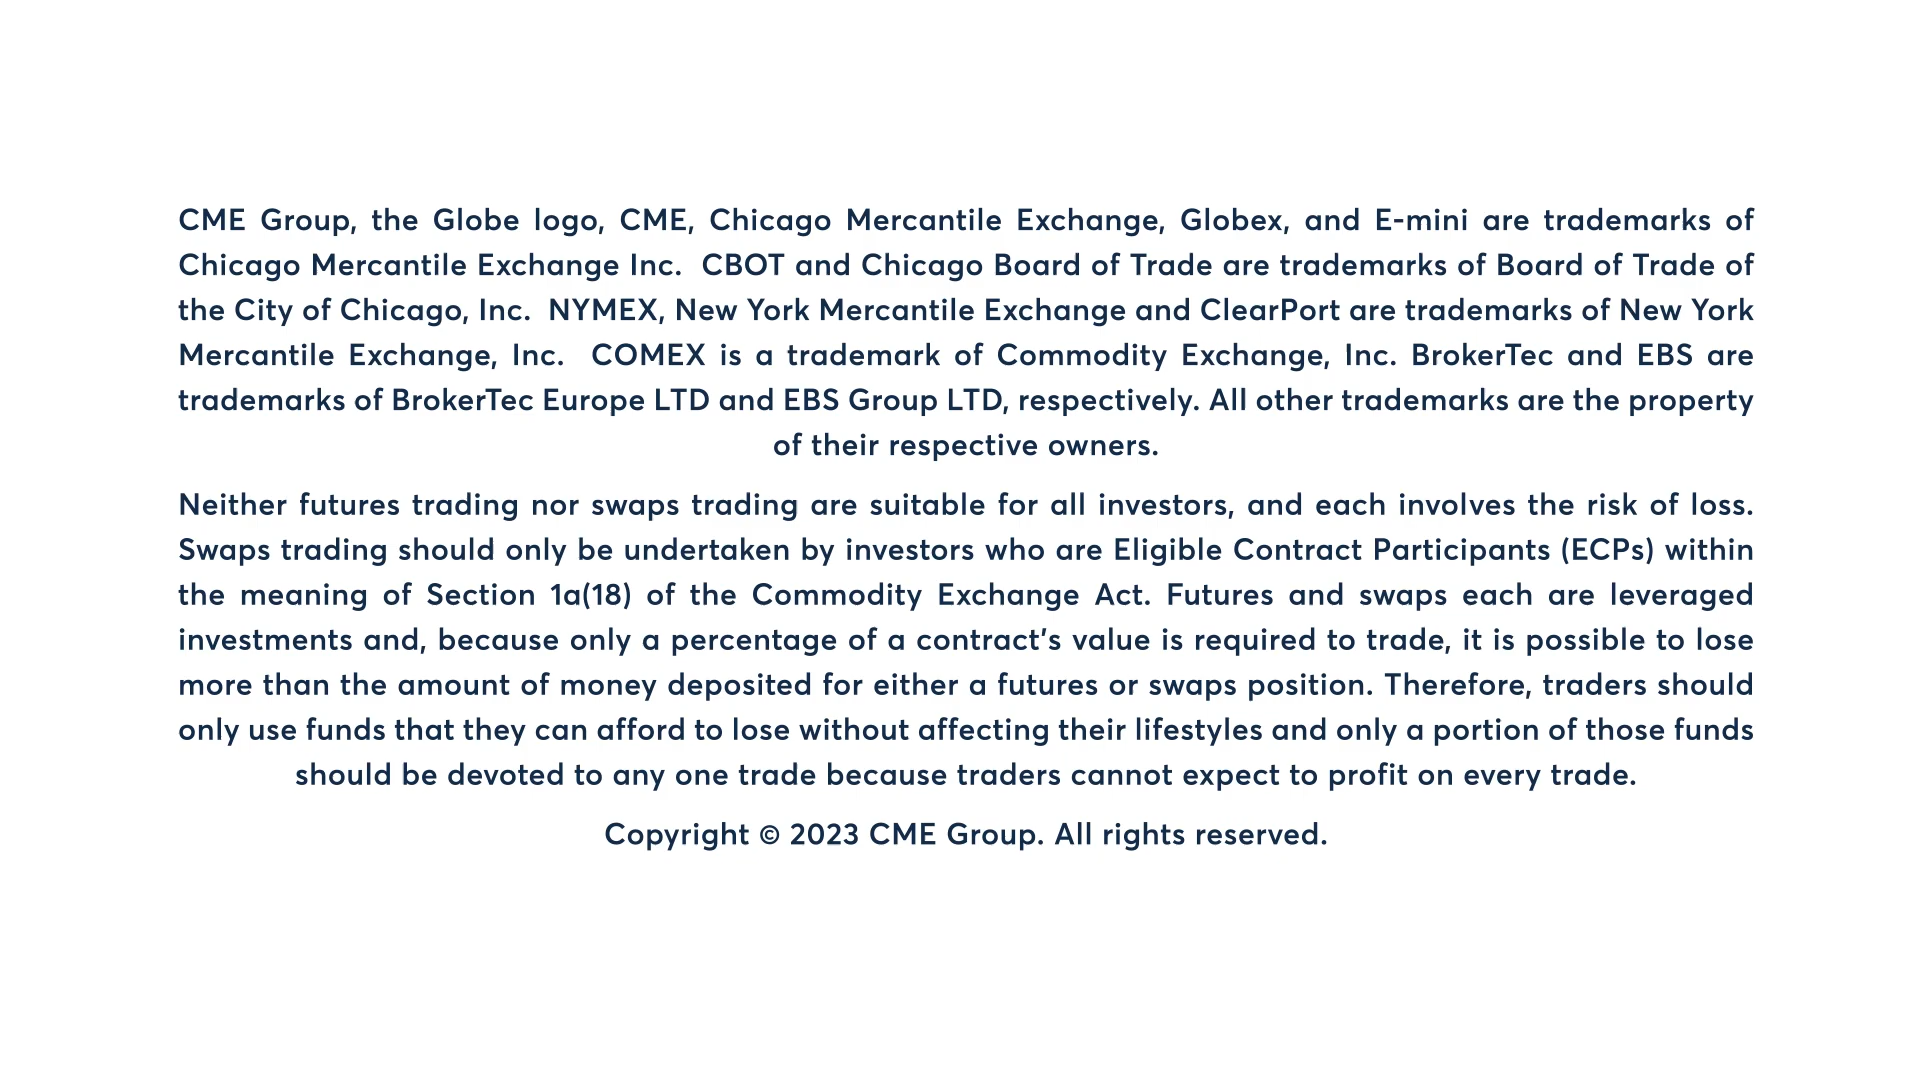 CME Group, the Globe logo, CME, Chicago Mercantile Exchange, Globex, and E-mini are trademarks of
Chicago Mercantile Exchange Inc.  CBOT and Chicago Board of Trade are trademarks of Board of Trade of
the City of Chicago, Inc.  NYMEX, New York Mercantile Exchange and ClearPort are trademarks of New York
Mercantile Exchange, Inc.  COMEX is a trademark of Commodity Exchange, Inc. BrokerTec and EBS are
trademarks of BrokerTec Europe LTD and EBS Group LTD, respectively. All other trademarks are the property
of their respective owners.
Neither futures trading nor swaps trading are suitable for all investors, and each involves the risk of loss.
Swaps trading should only be undertaken by investors who are Eligible Contract Participants (ECPs) within
the meaning of Section 1a(18) of the Commodity Exchange Act. Futures and swaps each are leveraged
investments and, because only a percentage of a contract’s value is required to trade, it is possible to lose
more than the amount of money deposited for either a futures or swaps position. Therefore, traders should
only use funds that they can afford to lose without affecting their lifestyles and only a portion of those funds
should be devoted to any one trade because traders cannot expect to profit on every trade.
Copyright © 2023 CME Group. All rights reserved.